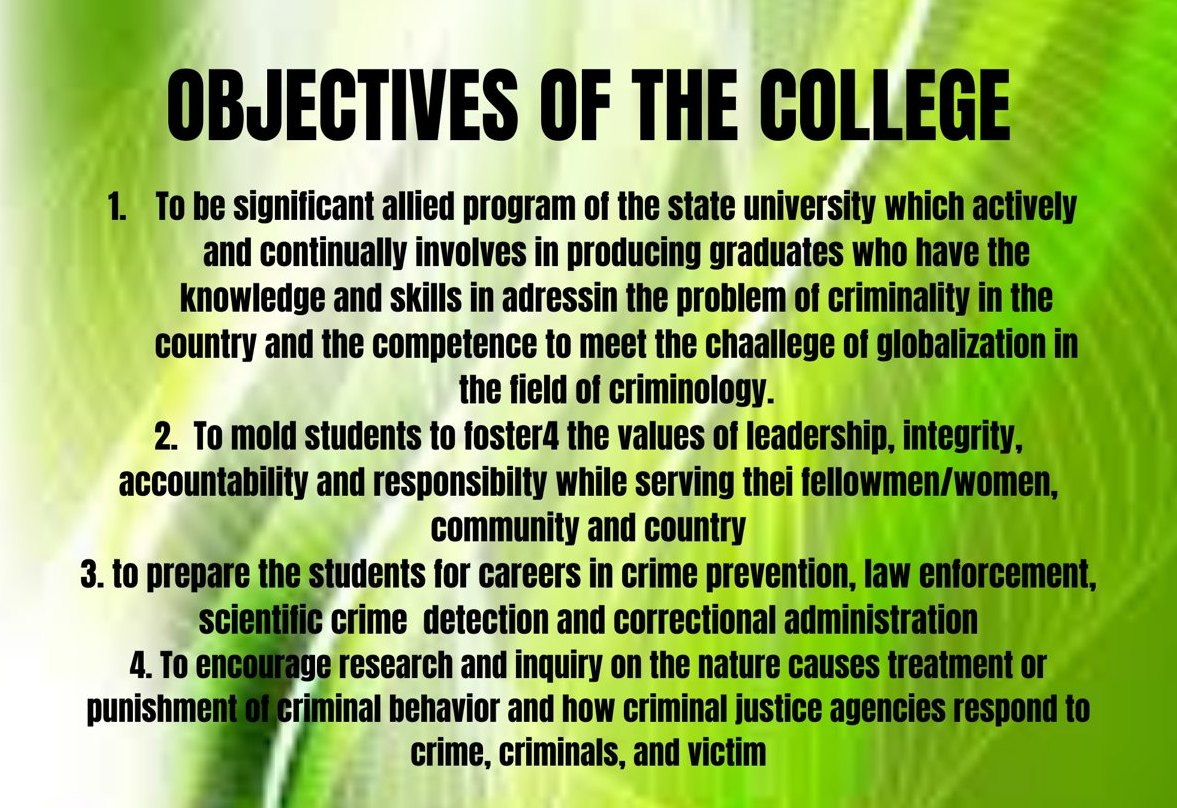 OBJECTIVES OF THE COLLEGE
1. To be significant allied program of the state university which actively
and continually involves in producing graduates who have the
knowledge and skills in adressin the problem of criminality in the
country and the competence to meet the chaallege of globalization in
the field of criminology.
2. To mold students to foster4 the values of leadership, integrity,
accountability and responsibilty while serving thei fellowmen/women,
community and country
3. to prepare the students for careers in crime prevention, law enforcement,
scientific crime  detection and correctional administration
4. To encourage research and inquiry on the nature causes treatment or
punishment of criminal behavior and how criminal justice agencies respond to
crime, criminals, and victim